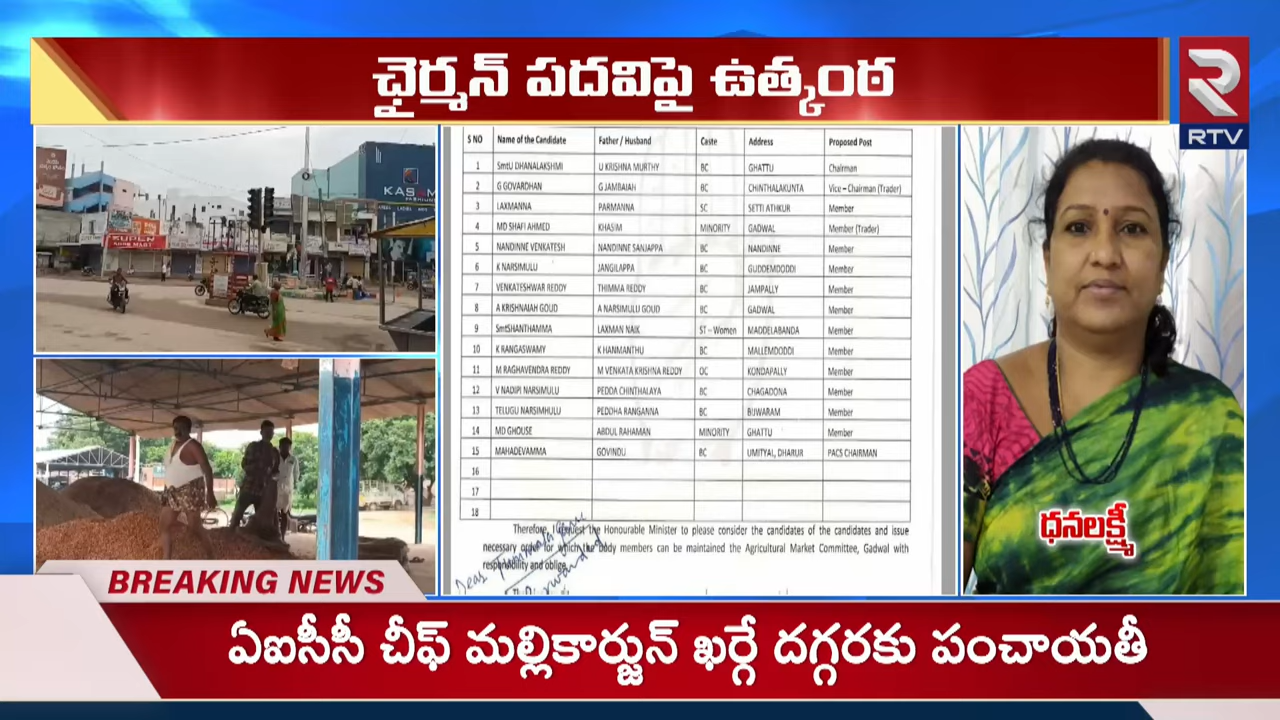 ఛైర్మన్ పదవిపై ఉత్కంఠ
R
RTV
KASAM
FASHIONS
SUPER
S NO Name of the Candidate Father / Husband Caste Address Proposed Post
1 SmtU DHANALAKSHMI U KRISHNA MURTHY BC GHATTU Chairman
2 G GOVARDHAN G JAMBAIAH BC CHINTHALAKUNTA Vice – Chairman (Trader)
3 LAXMANNA PARMANNA SC SETTI ATHKUR Member
4 MD SHAFI AHMED KHASIM MINORITY GADWAL Member (Trader)
5 NANDINNE VENKATESH NANDINNE SANJAPPA BC NANDINNE Member
6 K NARSIMULU JANGILAPPA BC GUDDEMDODDI Member
7 VENKATESHWAR REDDY THIMMA REDDY BC JAMPALLY Member
8 A KRISHNAIAH GOUD A NARSIMULU GOUD BC GADWAL Member
9 SmtSHANTHAMMA LAXMAN NAIK ST – Women MADDELABANDA Member
10 K RANGASWAMY K HANMANTHU BC MALLEMDODDI Member
11 M RAGHAVENDRA REDDY M VENKATA KRISHNA REDDY OC KONDAPALLY Member
12 V NADIPI NARSIMULU PEDDA CHINTHALAYA BC CHAGADONA Member
13 TELUGU NARSIMHULU PEDDHA RANGANNA BC BUWARAM Member
14 MD GHOUSE ABDUL RAHAMAN MINORITY GHATTU Member
15 MAHADEVAMMA GOVINDU BC UMITYAL, DHARUR PACS CHAIRMAN
16
17
18
Therefore, I request the Honourable Minister to please consider the candidates of the candidates and issue
necessary order for which the body members can be maintained the Agricultural Market Committee, Gadwal with
responsibility and oblige.
Dear
ధనలక్ష్మీ
BREAKING NEWS
ఏఐసీసీ చీఫ్ మల్లికార్జున్ ఖర్గే దగ్గరకు పంచాయతీ